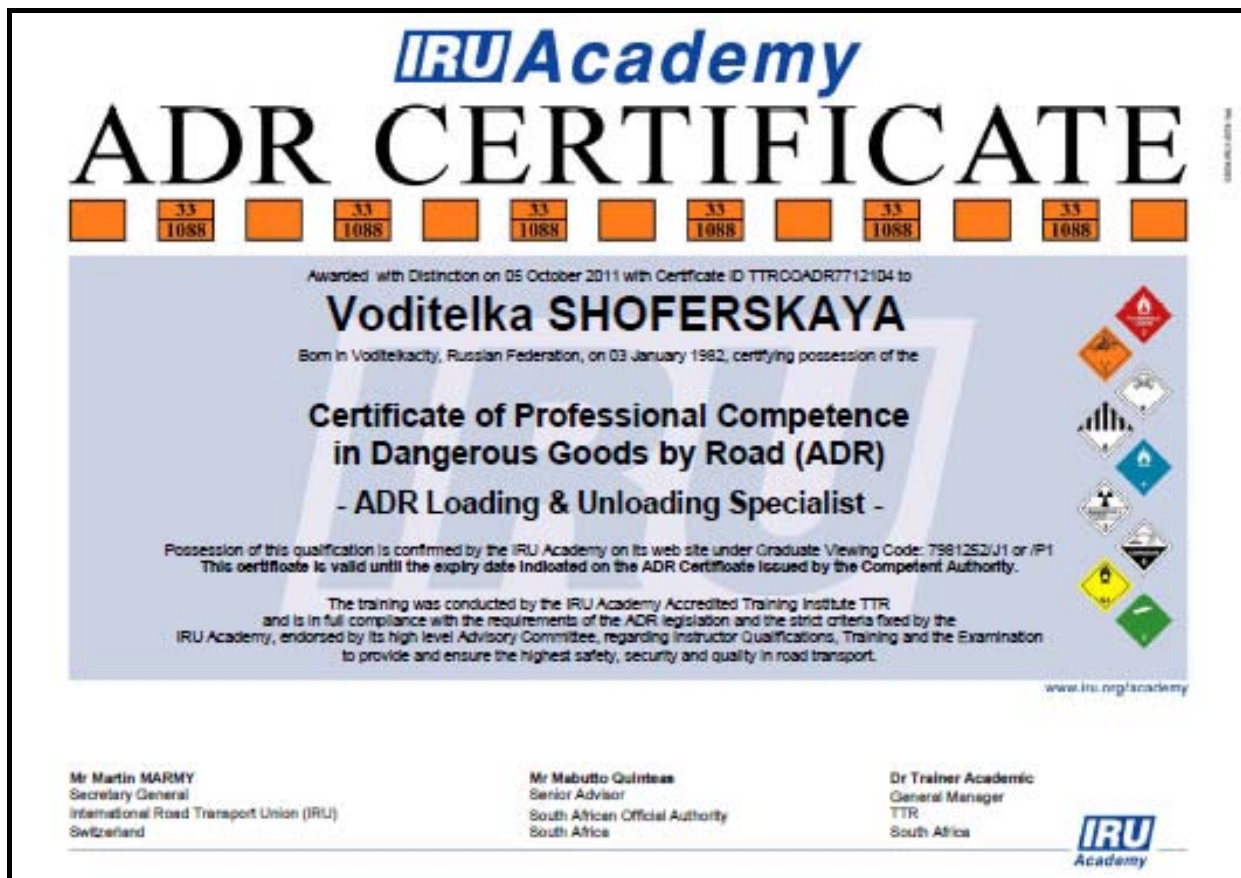 IRU Academy
ADR CERTIFICATE
33 33 33 33 33 33
1088 1088 1088 1088 1088 1088
Awarded with Distinction on 05 October 2011 with Certificate ID TTRCOADR7712104 to
Voditelka SHOFERSKAYA
Born in Voditelkacity, Russian Federation, on 03 January 1982, certifying possession of the
Certificate of Professional Competence
in Dangerous Goods by Road (ADR)
- ADR Loading & Unloading Specialist -
Possession of this qualification is confirmed by the IRU Academy on its web site under Graduate Viewing Code: 7981252/J1 or /P1
This certificate is valid until the expiry date indicated on the ADR Certificate issued by the Competent Authority.
The training was conducted by the IRU Academy Accredited Training Institute TTR
and is in full compliance with the requirements of the ADR legislation and the strict criteria fixed by the
IRU Academy, endorsed by its high level Advisory Committee, regarding Instructor Qualifications, Training and the Examination
to provide and ensure the highest safety, security and quality in road transport.
www.iru.org/academy
Mr Martin MARMY
Secretary General
International Road Transport Union (IRU)
Switzerland
Mr Mabutto Quinteas
Senior Advisor
South African Official Authority
South Africa
Dr Trainer Academic
General Manager
TTR
South Africa
IRU
Academy
IRU